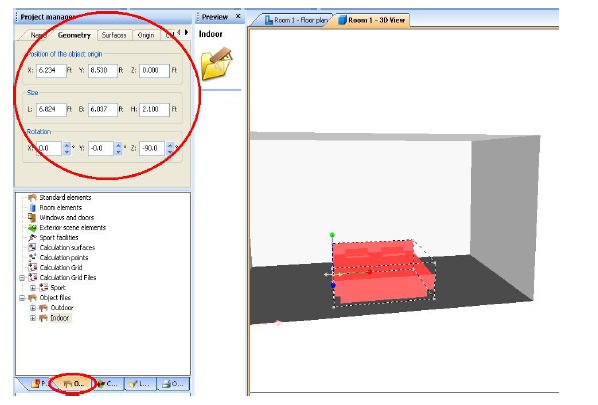 Project manager
Name Geometry Surfaces Origin
Position of the object origin
X: 6.234 Ft Y: 8.530 Ft Z: 0.000 Ft
Size
L: 6.824 Ft B: 6.037 Ft H: 2.100 Ft
Rotation
X: 0.0 ° Y: -0.0 ° Z: -90.0 °
Standard elements
Room elements
Windows and doors
Exterior scene elements
Sport facilities
Calculation surfaces
Calculation points
Calculation Grid
Calculation Grid Files
Sport
Object files
Outdoor
Indoor
P... O... C... L... O...
Preview ×
Indoor
Room 1 - Floor plan Room 1 - 3D View